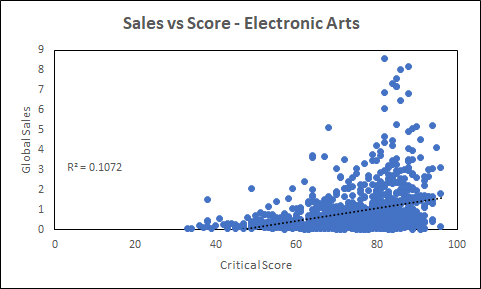 Sales vs Score - Electronic Arts
9
8
7
6
5
4
3
2
1
0
Global Sales
R² = 0.1072
0 20 40 60 80 100
Critical Score